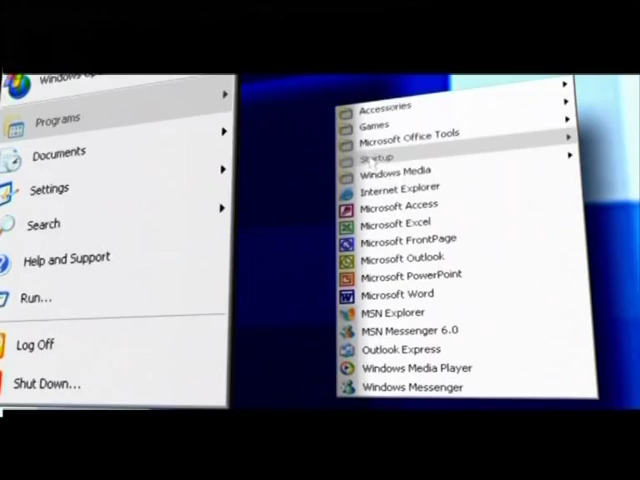 Windows Up
Programs
Documents
Settings
Search
Help and Support
Run...
Log Off
Shut Down...
Accessories
Games
Microsoft Office Tools
Startup
Windows Media
Internet Explorer
Microsoft Access
Microsoft Excel
Microsoft FrontPage
Microsoft Outlook
Microsoft PowerPoint
Microsoft Word
MSN Explorer
MSN Messenger 6.0
Outlook Express
Windows Media Player
Windows Messenger